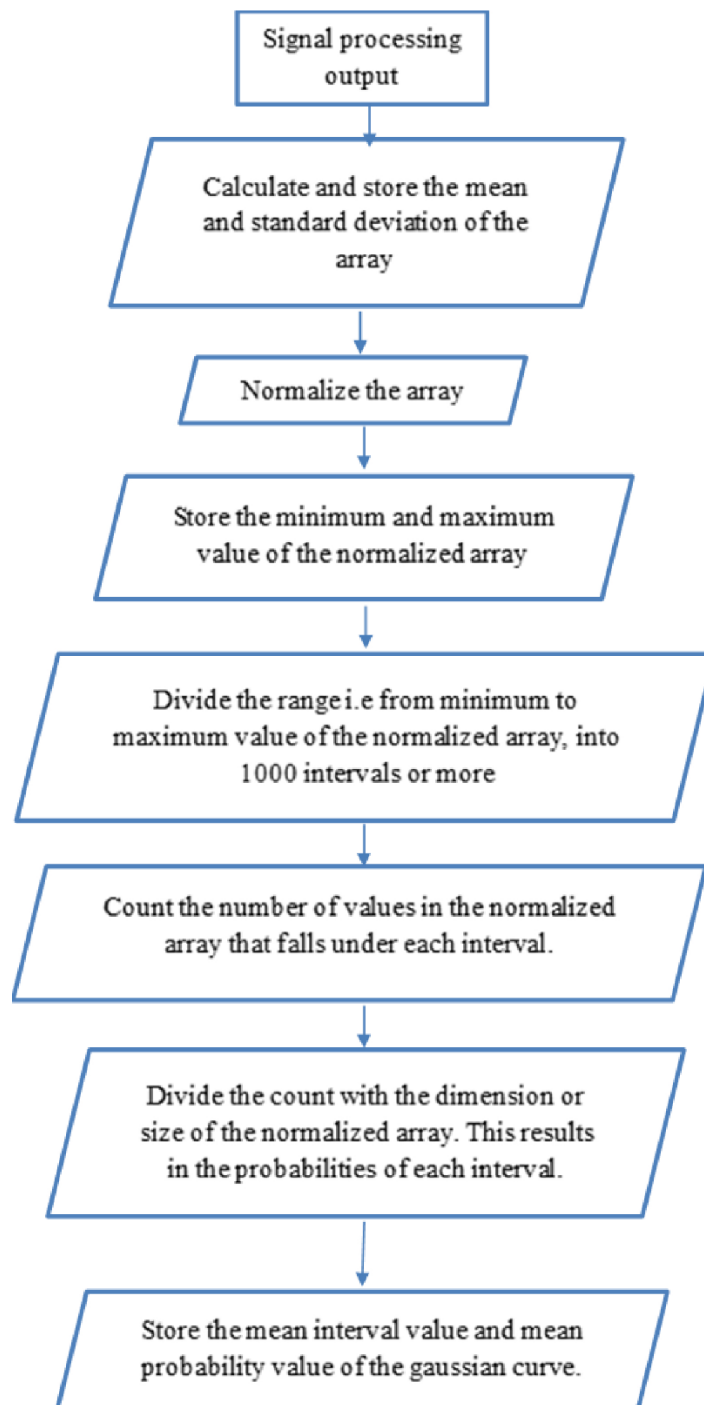 Signal processing
output
Calculate and store the mean
and standard deviation of the
array
Normalize the array
Store the minimum and maximum
value of the normalized array
Divide the range i.e from minimum to
maximum value of the normalized array, into
1000 intervals or more
Count the number of values in the normalized
array that falls under each interval.
Divide the count with the dimension or
size of the normalized array. This results
in the probabilities of each interval.
Store the mean interval value and mean
probability value of the gaussian curve.